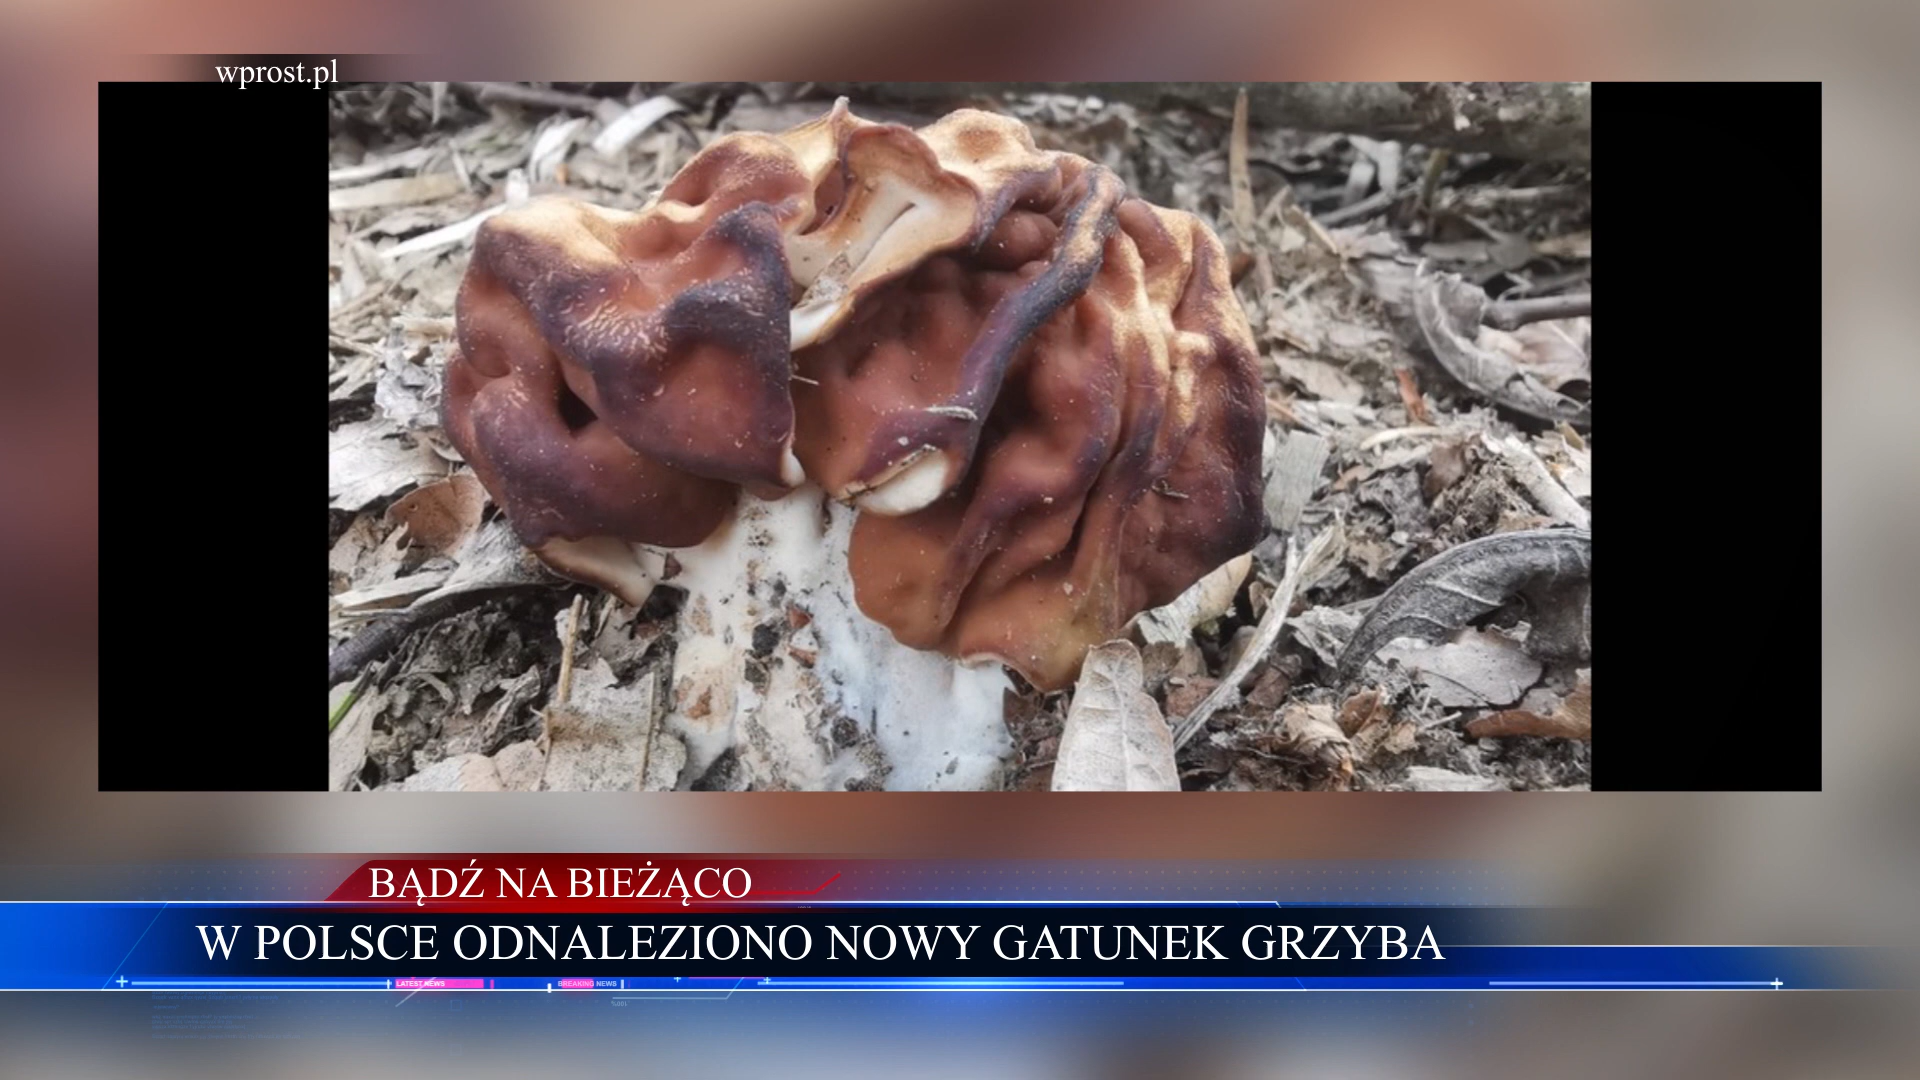 wprost.pl
BĄDŹ NA BIEŻĄCO
W POLSCE ODNALEZIONO NOWY GATUNEK GRZYBA
LATEST NEWS
BREAKING NEWS